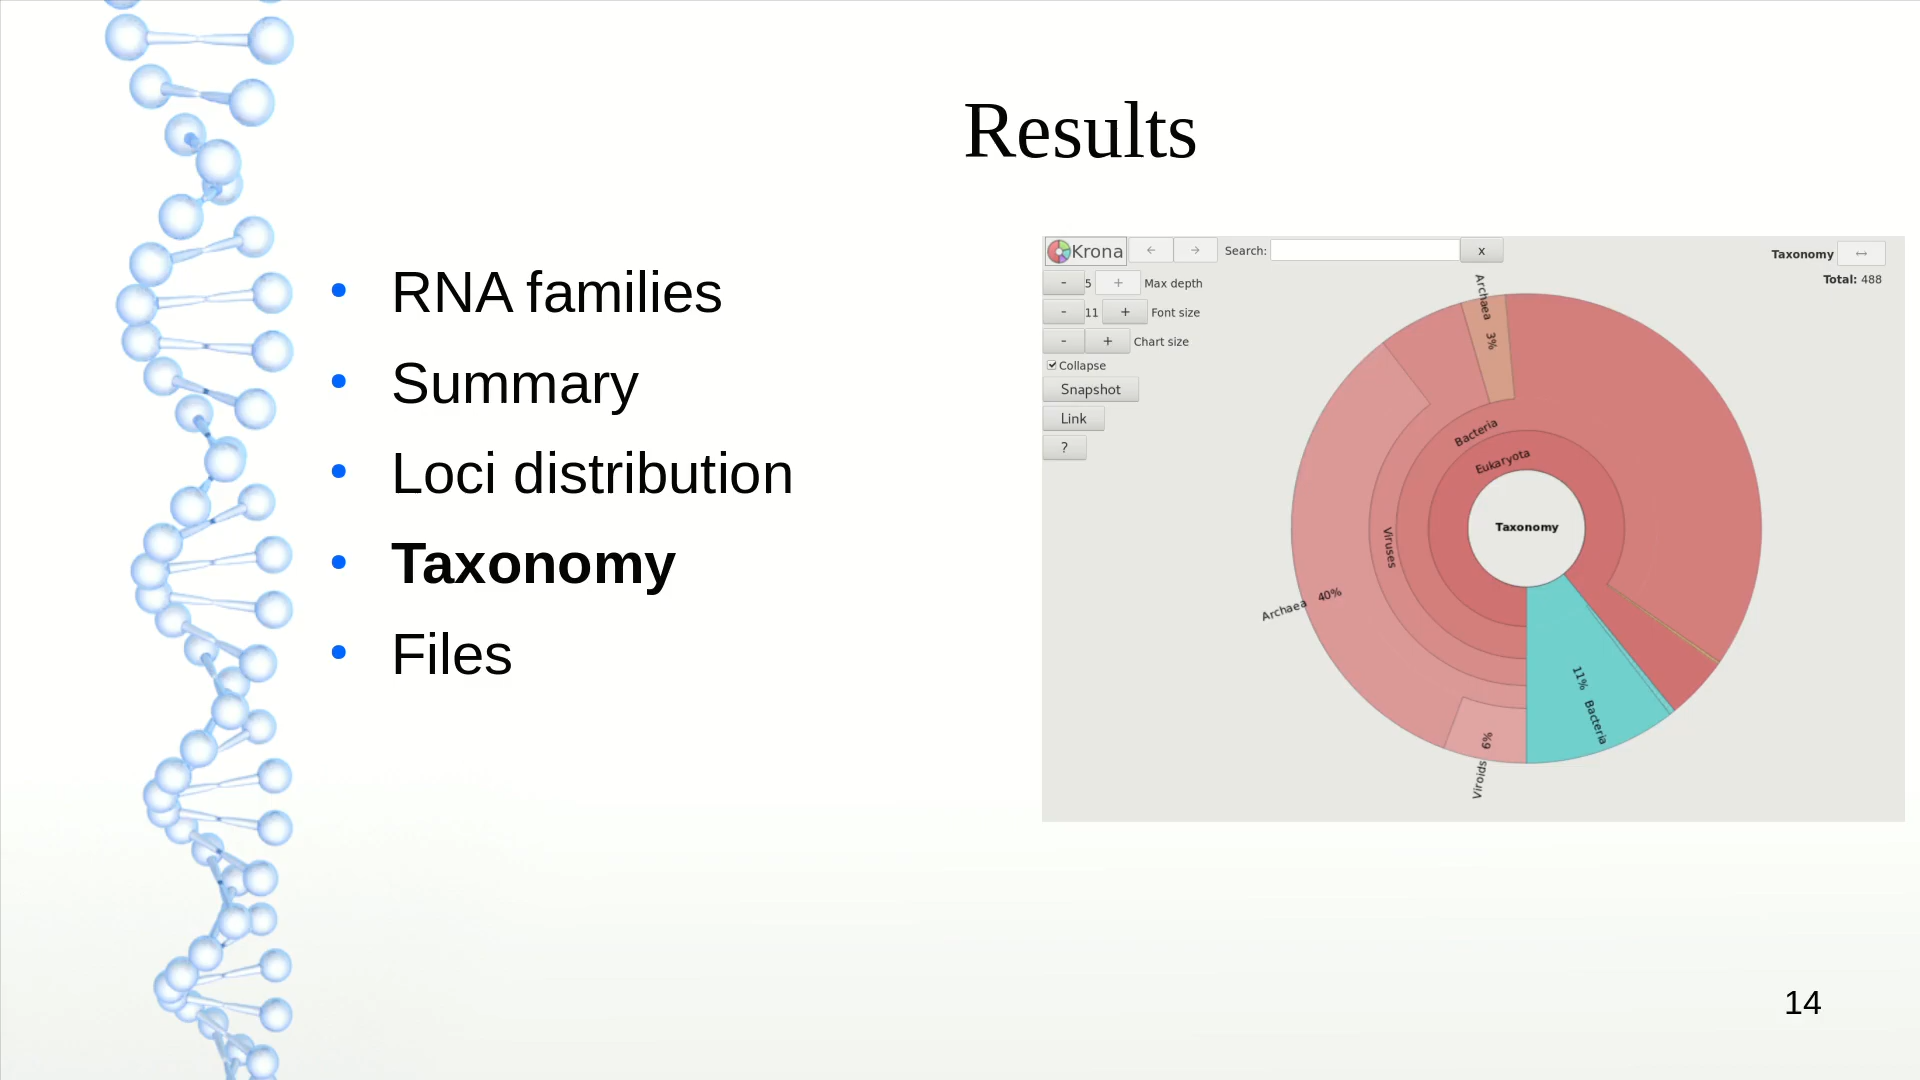 Results
RNA families
Summary
Loci distribution
Taxonomy
Files
Krona
← → Search: x
- 5 + Max depth
- 11 + Font size
- + Chart size
Collapse
Snapshot
Link
?
Taxonomy ↔
Total: 488
Archaea 3%
Bacteria
Eukaryota
Taxonomy
Viruses
Archaea 40%
11% Bacteria
Viroids 6%
14